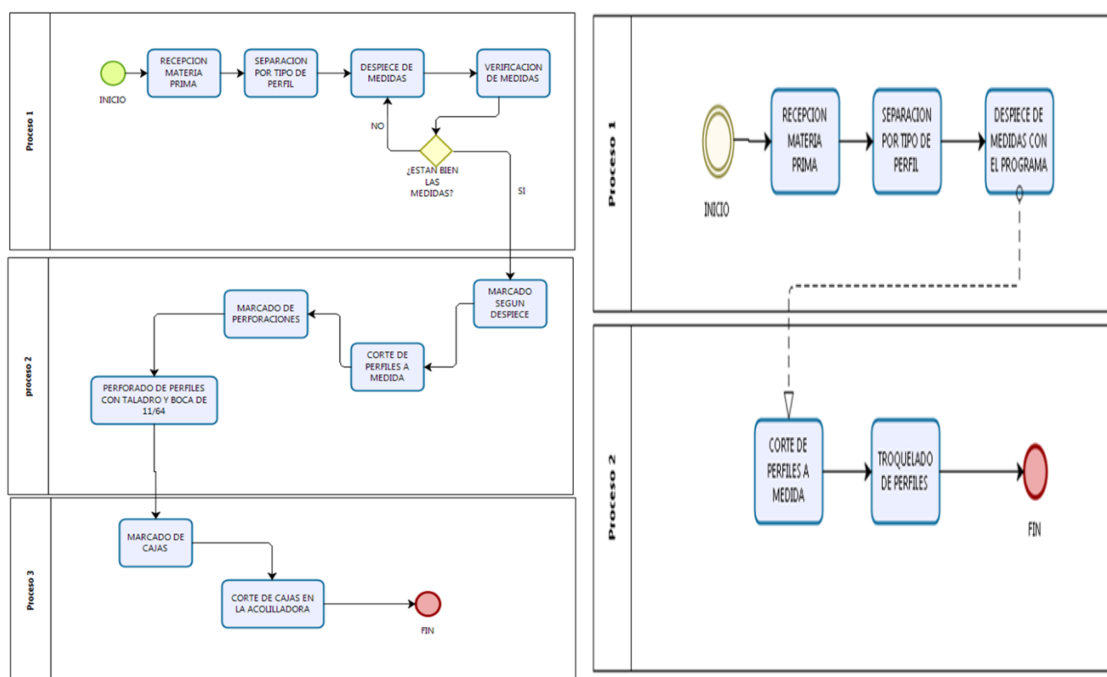 Proceso 1
INICIO
RECEPCION
MATERIA
PRIMA
SEPARACION
POR TIPO DE
PERFIL
DESPIECE DE
MEDIDAS
VERIFICACION
DE MEDIDAS
NO
¿ESTAN BIEN
LAS
MEDIDAS?
SI
proceso 2
MARCADO
SEGUN
DESPIECE
CORTE DE
PERFILES A
MEDIDA
MARCADO DE
PERFORACIONES
PERFORADO DE PERFILES
CON TALADRO Y BOCA DE
11/64
Proceso 3
MARCADO DE
CAJAS
CORTE DE CAJAS EN
LA ACOLILLADORA
FIN
Proceso 1
INICIO
RECEPCION
MATERIA
PRIMA
SEPARACION
POR TIPO DE
PERFIL
DESPIECE DE
MEDIDAS CON
EL PROGRAMA
Proceso 2
CORTE DE
PERFILES A
MEDIDA
TROQUELADO
DE PERFILES
FIN